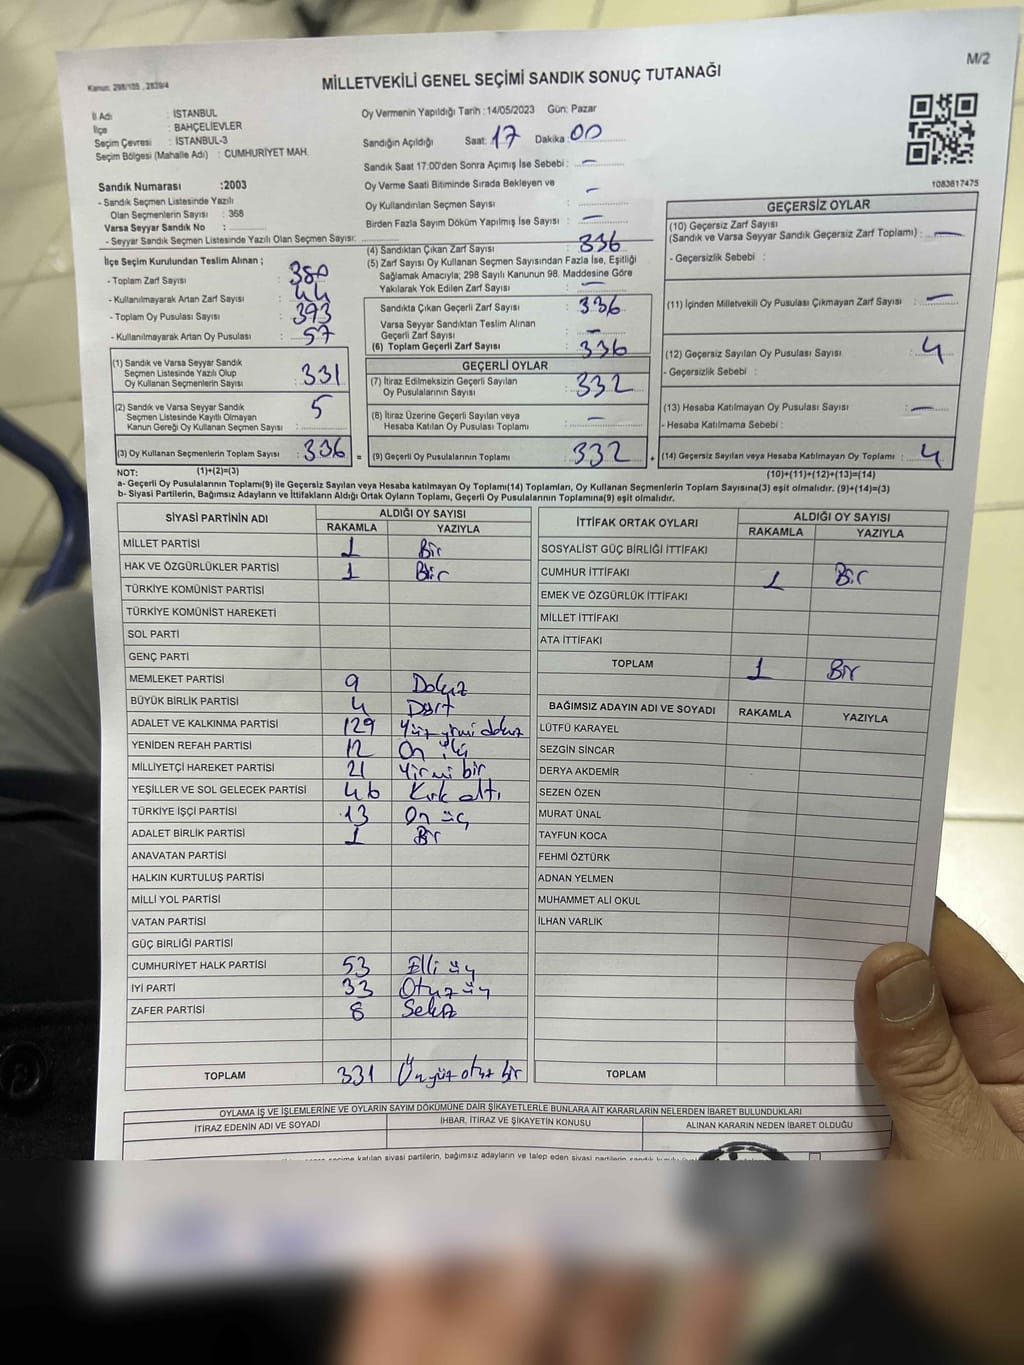 Kanun: 298/105 , 2839/4
M/2
MİLLETVEKİLİ GENEL SEÇİMİ SANDIK SONUÇ TUTANAĞI
İl Adı : İSTANBUL
İlçe : BAHÇELİEVLER
Seçim Çevresi : İSTANBUL-3
Seçim Bölgesi (Mahalle Adı) : CUMHURİYET MAH.
Sandık Numarası :2003
- Sandık Seçmen Listesinde Yazılı
Olan Seçmenlerin Sayısı : 368
Varsa Seyyar Sandık No :
- Seyyar Sandık Seçmen Listesinde Yazılı Olan Seçmen Sayısı:
İlçe Seçim Kurulundan Teslim Alınan ;
- Toplam Zarf Sayısı : 380
- Kullanılmayarak Artan Zarf Sayısı : 44
- Toplam Oy Pusulası Sayısı : 393
- Kullanılmayarak Artan Oy Pusulası : 57
(1) Sandık ve Varsa Seyyar Sandık
Seçmen Listesinde Yazılı Olup
Oy Kullanan Seçmenlerin Sayısı : 331
(2) Sandık ve Varsa Seyyar Sandık
Seçmen Listesinde Kayıtlı Olmayan
Kanun Gereği Oy Kullanan Seçmen Sayısı : 5
(3) Oy Kullanan Seçmenlerin Toplam Sayısı : 336 =
Oy Vermenin Yapıldığı Tarih : 14/05/2023 Gün: Pazar
Sandığın Açıldığı Saat: 17 Dakika : 00
Sandık Saat 17:00'den Sonra Açımış İse Sebebi : –
Oy Verme Saati Bitiminde Sırada Bekleyen ve
Oy Kullandırılan Seçmen Sayısı : –
Birden Fazla Sayım Döküm Yapılmış İse Sayısı : –
(4) Sandıktan Çıkan Zarf Sayısı : 336
(5) Zarf Sayısı Oy Kullanan Seçmen Sayısından Fazla İse, Eşitliği
Sağlamak Amacıyla; 298 Sayılı Kanunun 98. Maddesine Göre
Yakılarak Yok Edilen Zarf Sayısı : –
Sandıkta Çıkan Geçerli Zarf Sayısı : 336
Varsa Seyyar Sandıktan Teslim Alınan
Geçerli Zarf Sayısı : –
(6) Toplam Geçerli Zarf Sayısı : 336
GEÇERLİ OYLAR
(7) İtiraz Edilmeksizin Geçerli Sayılan
Oy Pusulalarının Sayısı : 332
(8) İtiraz Üzerine Geçerli Sayılan veya
Hesaba Katılan Oy Pusulası Toplamı : –
(9) Geçerli Oy Pusulalarının Toplamı : 332 +
1083617475
GEÇERSİZ OYLAR
(10) Geçersiz Zarf Sayısı
(Sandık ve Varsa Seyyar Sandık Geçersiz Zarf Toplamı) : –
- Geçersizlik Sebebi :
(11) İçinden Milletvekili Oy Pusulası Çıkmayan Zarf Sayısı : –
(12) Geçersiz Sayılan Oy Pusulası Sayısı : 4
- Geçersizlik Sebebi :
(13) Hesaba Katılmayan Oy Pusulası Sayısı : –
- Hesaba Katılmama Sebebi :
(14) Geçersiz Sayılan veya Hesaba Katılmayan Oy Toplamı : 4
NOT: (1)+(2)=(3) (10)+(11)+(12)+(13)=(14)
a- Geçerli Oy Pusulalarının Toplamı(9) ile Geçersiz Sayılan veya Hesaba katılmayan Oy Toplamı(14) Toplamları, Oy Kullanan Seçmenlerin Toplam Sayısına(3) eşit olmalıdır. (9)+(14)=(3)
b- Siyasi Partilerin, Bağımsız Adayların ve İttifakların Aldığı Ortak Oyların Toplamı, Geçerli Oy Pusulalarının Toplamına(9) eşit olmalıdır.
SİYASİ PARTİNİN ADI ALDIĞI OY SAYISI
RAKAMLA YAZIYLA
MİLLET PARTİSİ 1 Bir
HAK VE ÖZGÜRLÜKLER PARTİSİ 1 Bir
TÜRKİYE KOMÜNİST PARTİSİ
TÜRKİYE KOMÜNİST HAREKETİ
SOL PARTİ
GENÇ PARTİ
MEMLEKET PARTİSİ 9 Dokuz
BÜYÜK BİRLİK PARTİSİ 4 Dört
ADALET VE KALKINMA PARTİSİ 129 Yüz yirmi dokuz
YENİDEN REFAH PARTİSİ 12 On iki
MİLLİYETÇİ HAREKET PARTİSİ 21 Yirmi bir
YEŞİLLER VE SOL GELECEK PARTİSİ 46 Kırk altı
TÜRKİYE İŞÇİ PARTİSİ 13 On üç
ADALET BİRLİK PARTİSİ 1 Bir
ANAVATAN PARTİSİ
HALKIN KURTULUŞ PARTİSİ
MİLLİ YOL PARTİSİ
VATAN PARTİSİ
GÜÇ BİRLİĞİ PARTİSİ
CUMHURİYET HALK PARTİSİ 53 Elli üç
İYİ PARTİ 33 Otuz üç
ZAFER PARTİSİ 8 Sekiz
TOPLAM 331 Üç yüz otuz bir
İTTİFAK ORTAK OYLARI ALDIĞI OY SAYISI
RAKAMLA YAZIYLA
SOSYALİST GÜÇ BİRLİĞİ İTTİFAKI
CUMHUR İTTİFAKI 1 Bir
EMEK VE ÖZGÜRLÜK İTTİFAKI
MİLLET İTTİFAKI
ATA İTTİFAKI
TOPLAM 1 Bir
BAĞIMSIZ ADAYIN ADI VE SOYADI RAKAMLA YAZIYLA
LÜTFÜ KARAYEL
SEZGİN SİNCAR
DERYA AKDEMİR
SEZEN ÖZEN
MURAT ÜNAL
TAYFUN KOCA
FEHMİ ÖZTÜRK
ADNAN YELMEN
MUHAMMET ALİ OKUL
İLHAN VARLIK
TOPLAM
OYLAMA İŞ VE İŞLEMLERİNE VE OYLARIN SAYIM DÖKÜMÜNE DAİR ŞİKAYETLERLE BUNLARA AİT KARARLARIN NELERDEN İBARET BULUNDUKLARI
İTİRAZ EDENİN ADI VE SOYADI İHBAR, İTİRAZ VE ŞİKAYETİN KONUSU ALINAN KARARIN NEDEN İBARET OLDUĞU